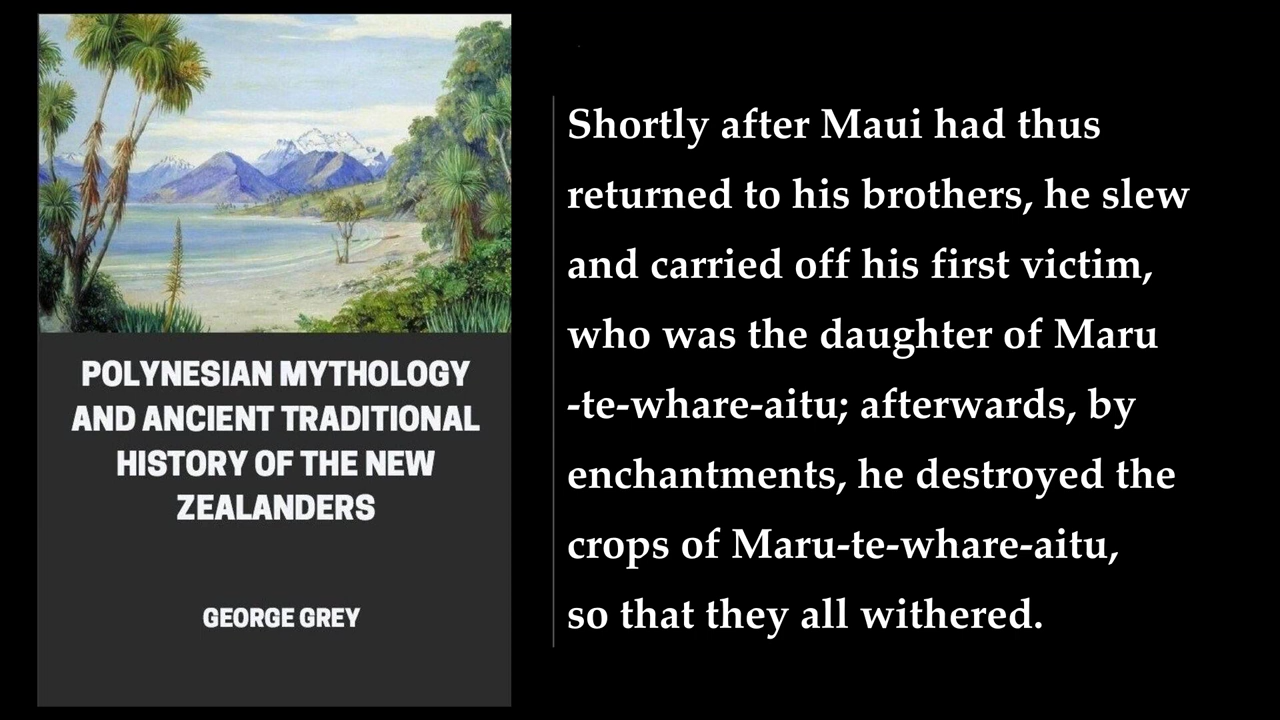 POLYNESIAN MYTHOLOGY
AND ANCIENT TRADITIONAL
HISTORY OF THE NEW
ZEALANDERS
GEORGE GREY
Shortly after Maui had thus
returned to his brothers, he slew
and carried off his first victim,
who was the daughter of Maru
-te-whare-aitu; afterwards, by
enchantments, he destroyed the
crops of Maru-te-whare-aitu,
so that they all withered.